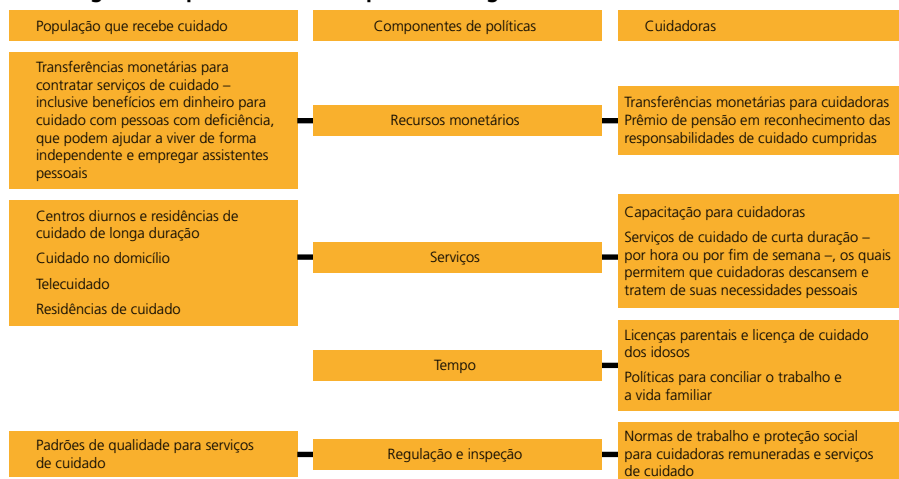 População que recebe cuidado
Componentes de políticas
Cuidadoras
Transferências monetárias para
contratar serviços de cuidado –
inclusive benefícios em dinheiro para
cuidado com pessoas com deficiência,
que podem ajudar a viver de forma
independente e empregar assistentes
pessoais
Recursos monetários
Transferências monetárias para cuidadoras
Prêmio de pensão em reconhecimento das
responsabilidades de cuidado cumpridas
Centros diurnos e residências de
cuidado de longa duração
Cuidado no domicílio
Telecuidado
Residências de cuidado
Serviços
Capacitação para cuidadoras
Serviços de cuidado de curta duração –
por hora ou por fim de semana –, os quais
permitem que cuidadoras descansem e
tratem de suas necessidades pessoais
Tempo
Licenças parentais e licença de cuidado
dos idosos
Políticas para conciliar o trabalho e
a vida familiar
Padrões de qualidade para serviços
de cuidado
Regulação e inspeção
Normas de trabalho e proteção social
para cuidadoras remuneradas e serviços
de cuidado